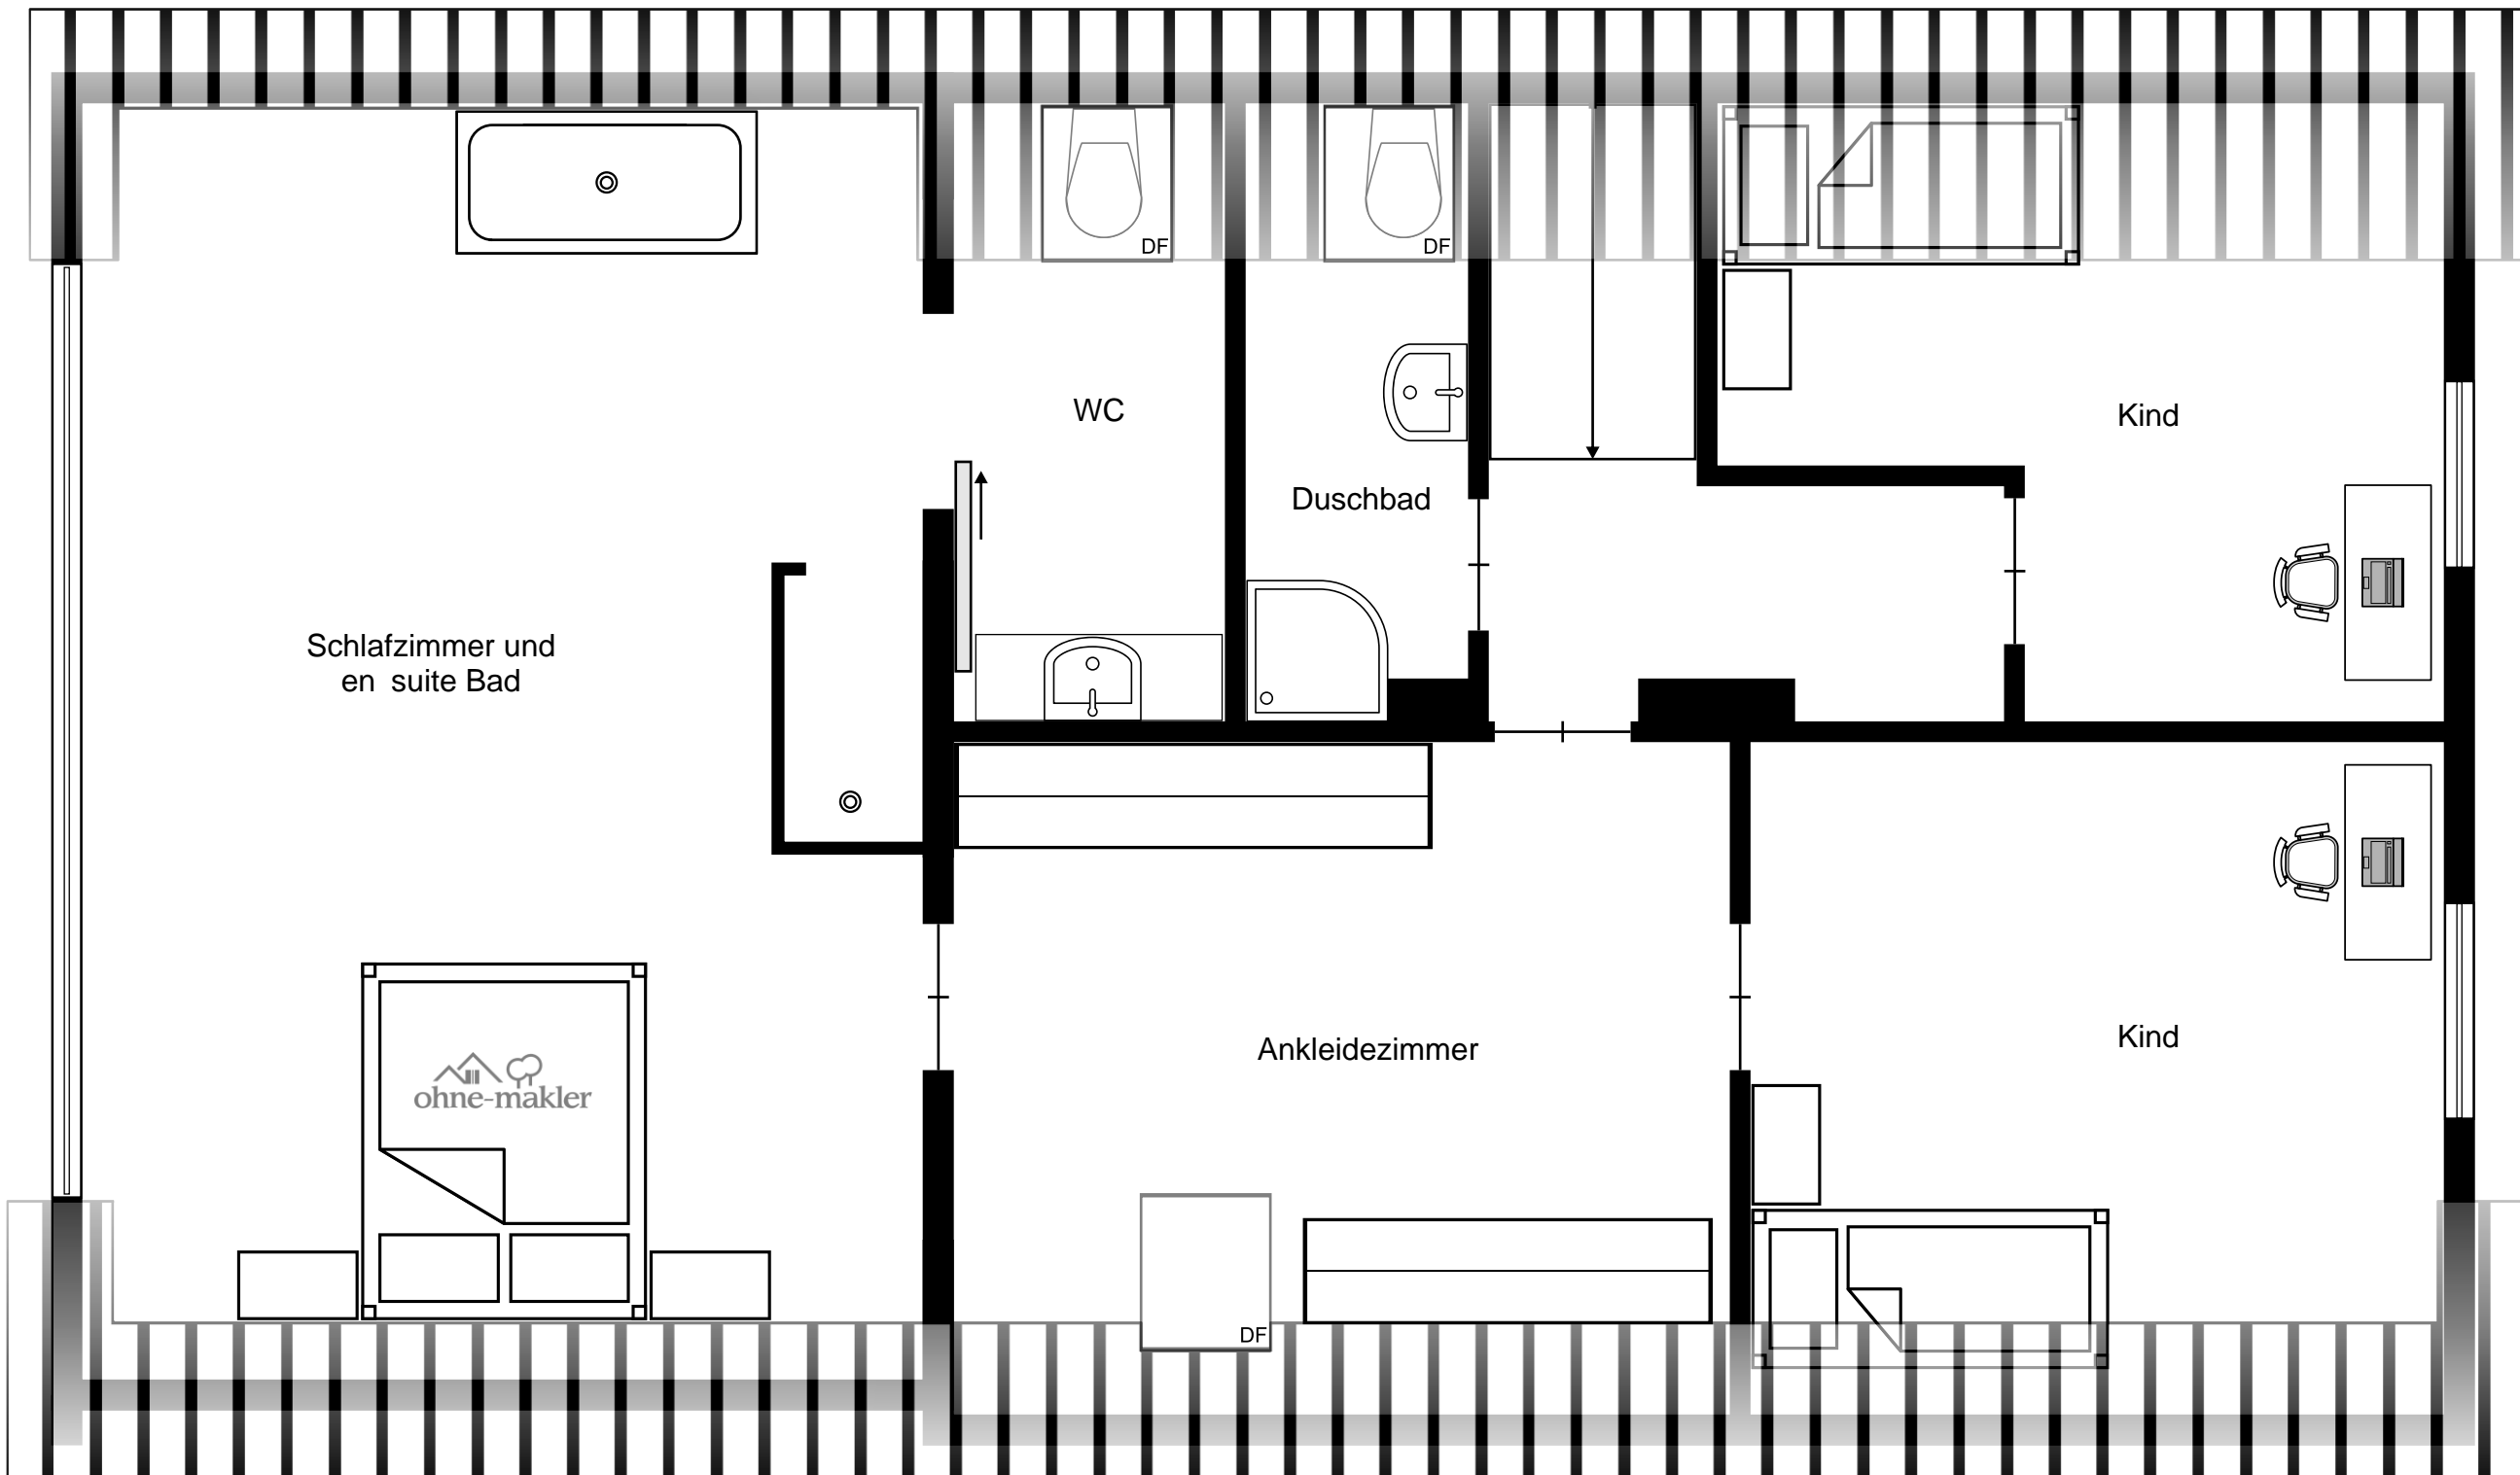 DF
DF
WC
Kind
Duschbad
Schlafzimmer und
en suite Bad
Ankleidezimmer
Kind
ohne-makler
DF